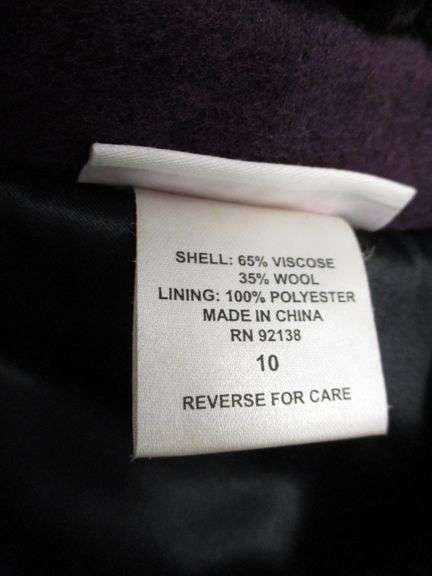 SHELL: 65% VISCOSE
35% WOOL
LINING: 100% POLYESTER
MADE IN CHINA
RN 92138
10
REVERSE FOR CARE